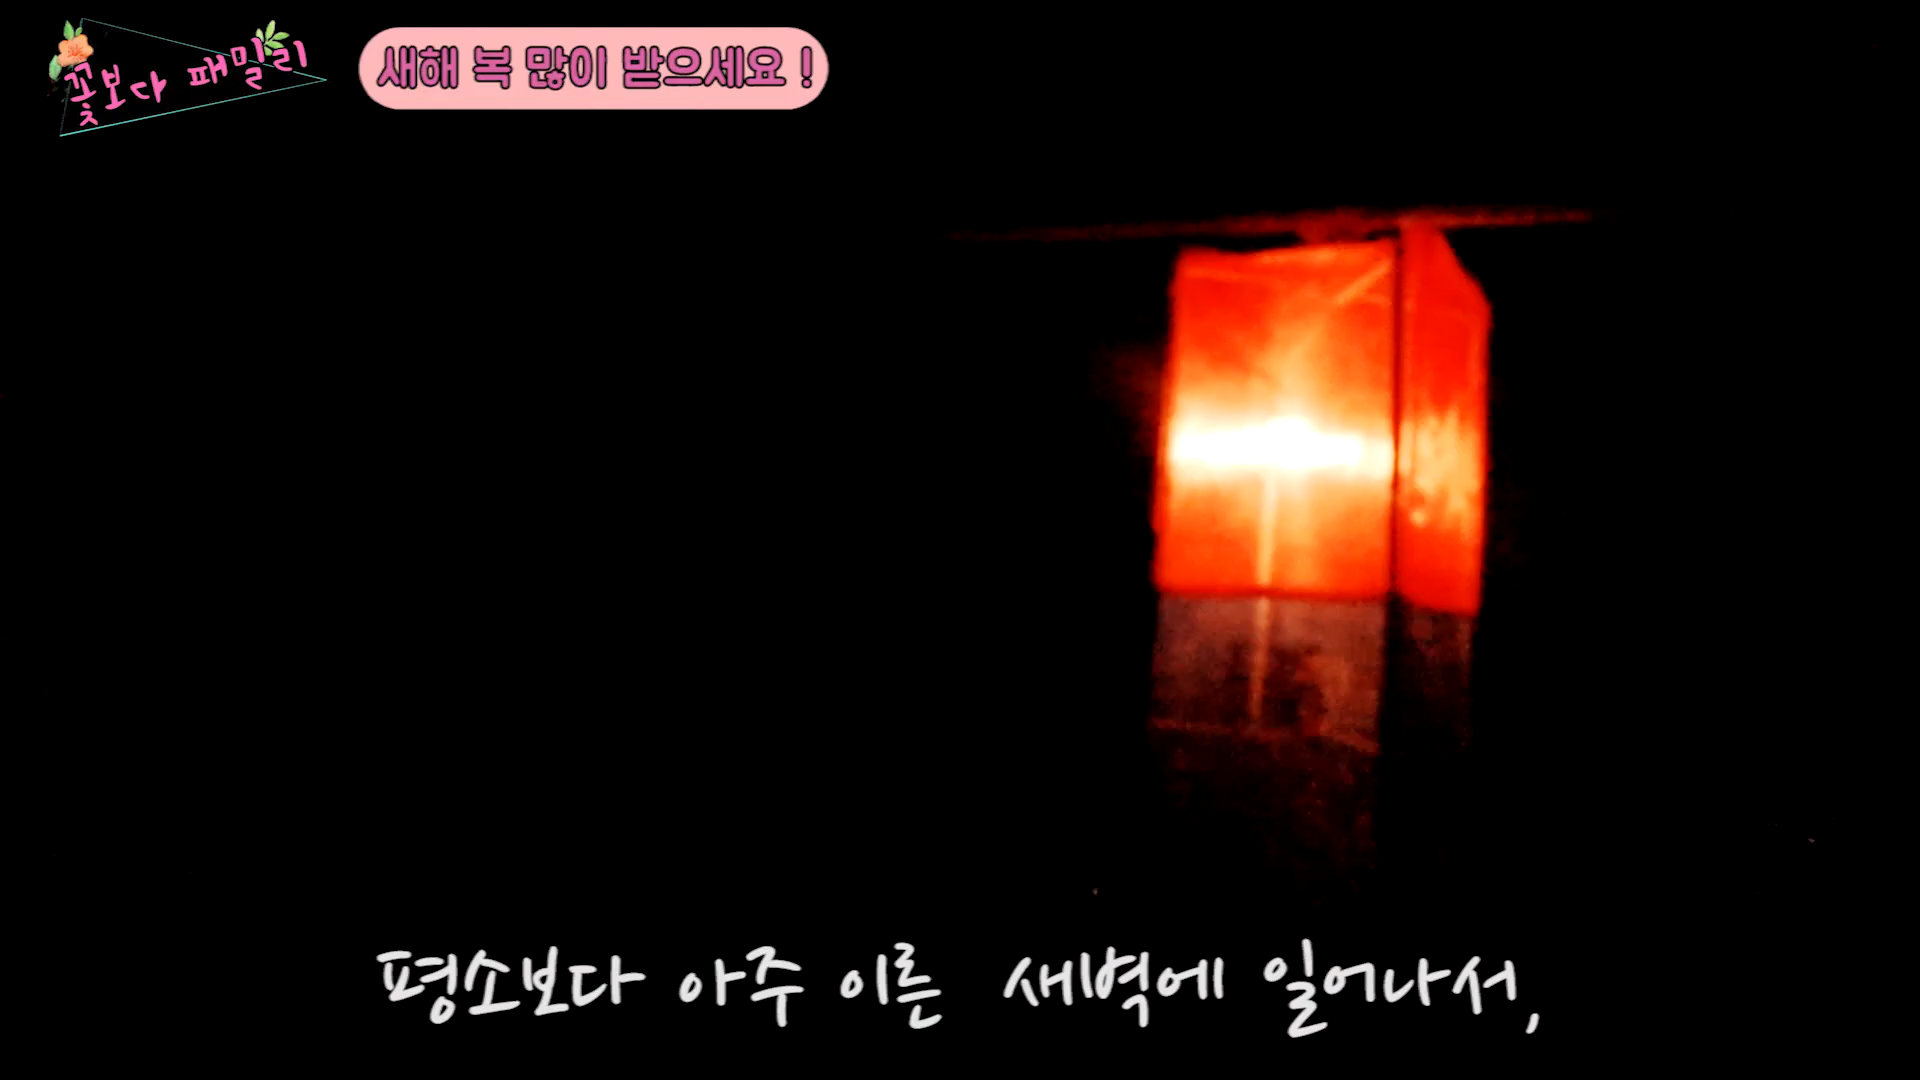 꽃보다 패밀리
새해 복 많이 받으세요 !
평소보다 아주 이른 새벽에 일어나서,